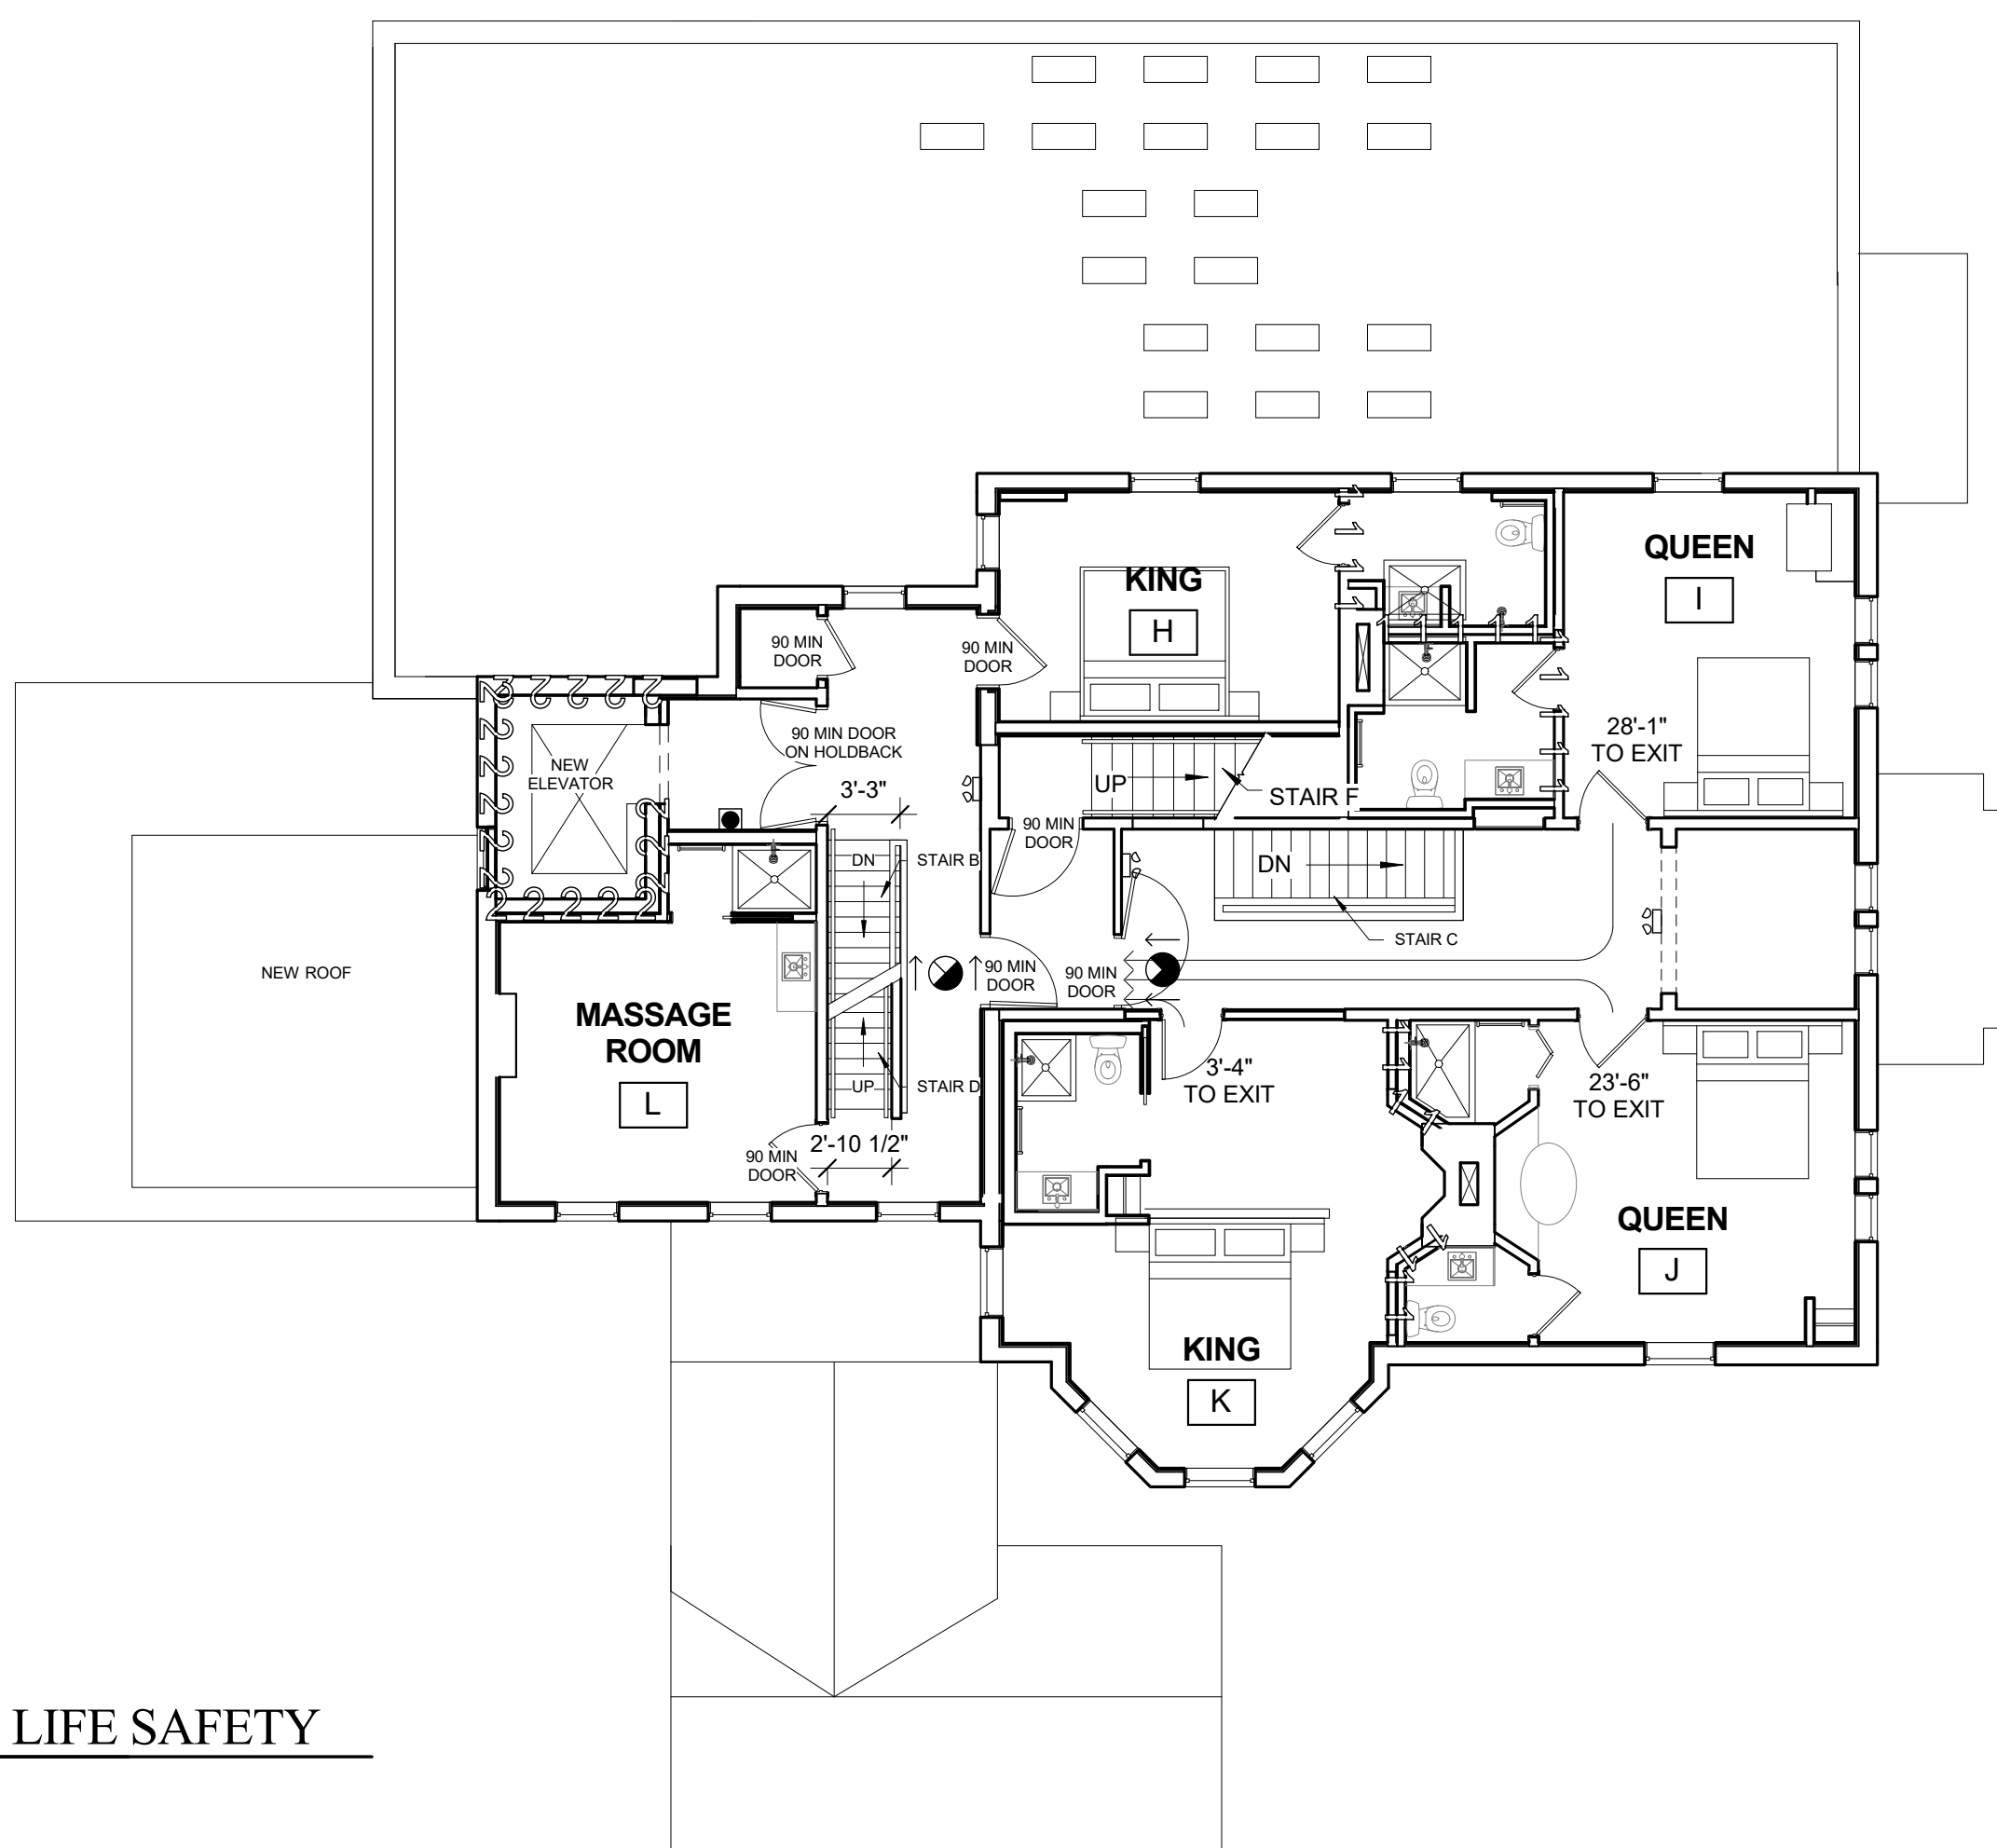 KING
H
QUEEN
I
90 MIN
DOOR
90 MIN
DOOR
90 MIN DOOR
ON HOLDBACK
28'-1"
TO EXIT
NEW
ELEVATOR
3'-3"
UP
STAIR F
90 MIN
DOOR
DN
STAIR B
DN
STAIR C
NEW ROOF
90 MIN
DOOR
90 MIN
DOOR
MASSAGE
ROOM
L
UP
STAIR D
3'-4"
TO EXIT
23'-6"
TO EXIT
2'-10 1/2"
90 MIN
DOOR
QUEEN
J
KING
K
LIFE SAFETY